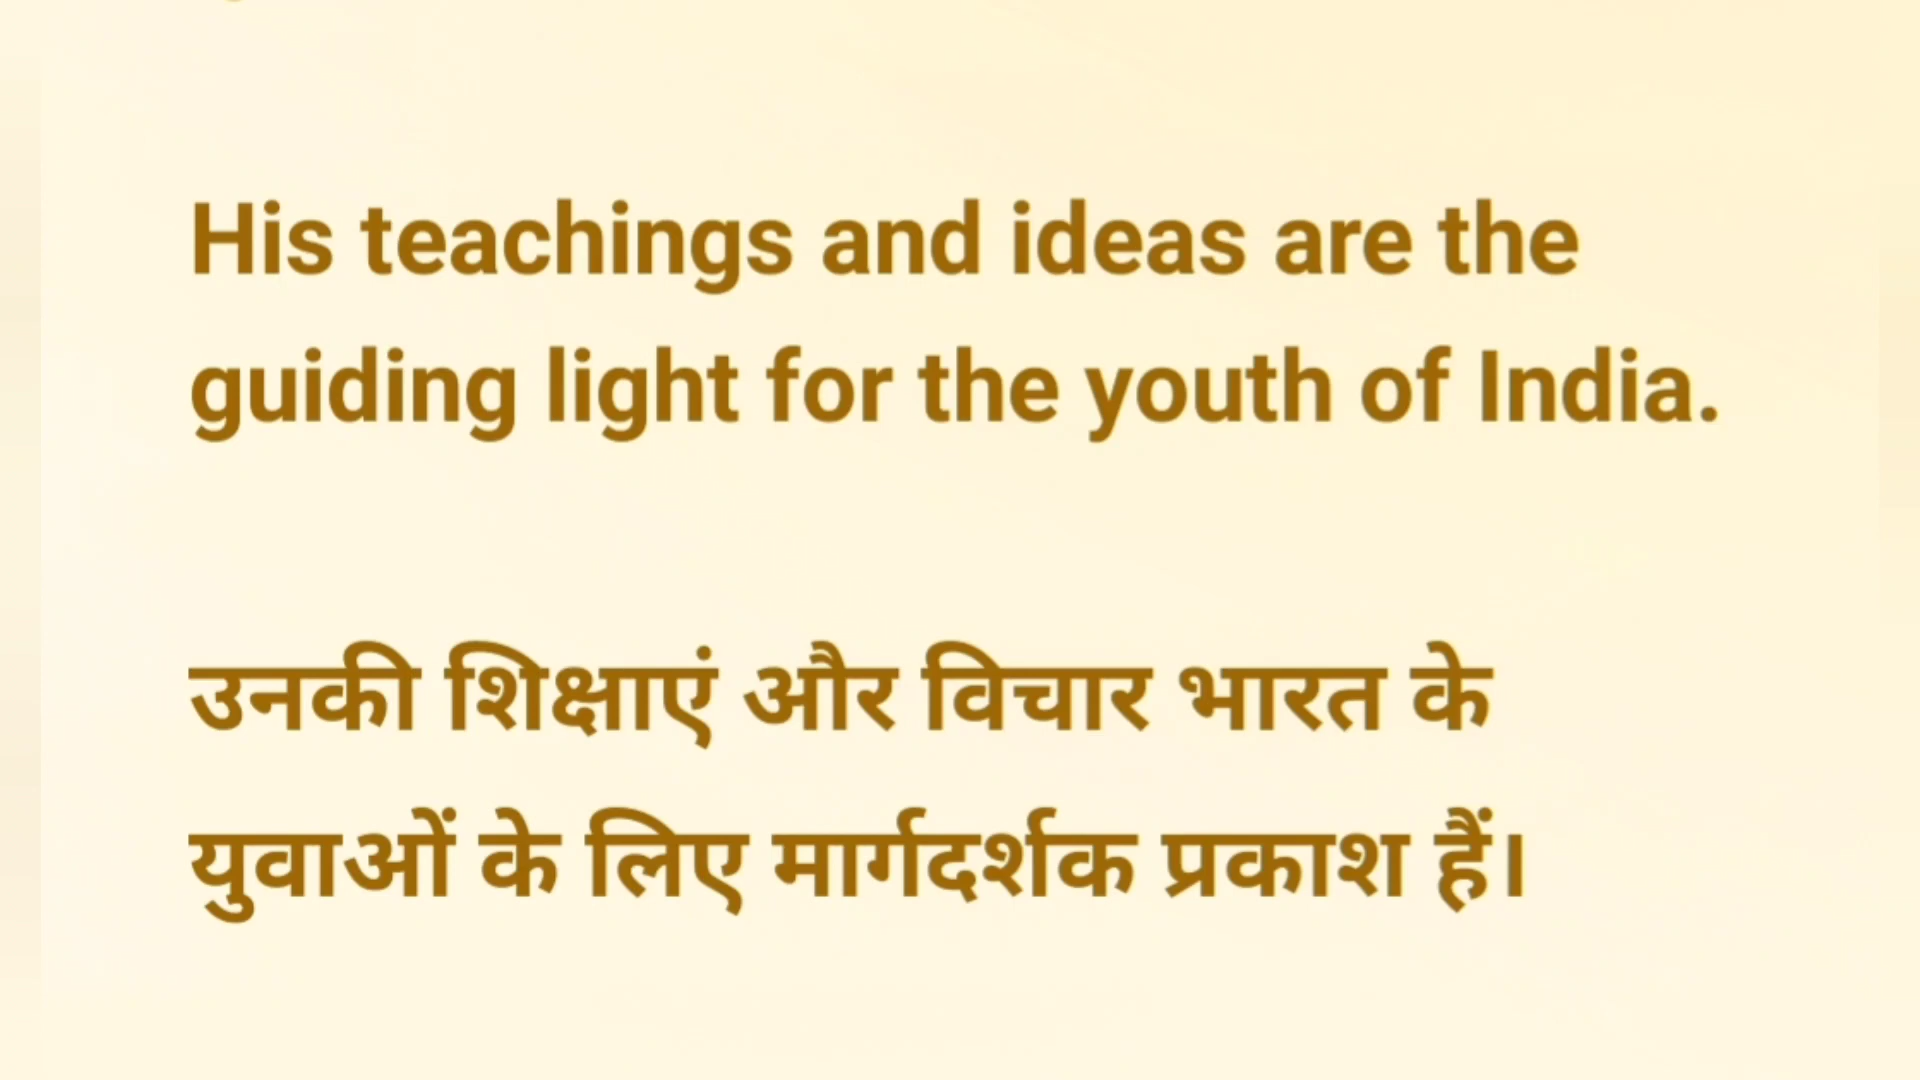 His teachings and ideas are the
guiding light for the youth of India.
उनकी शिक्षाएं और विचार भारत के
युवाओं के लिए मार्गदर्शक प्रकाश हैं।